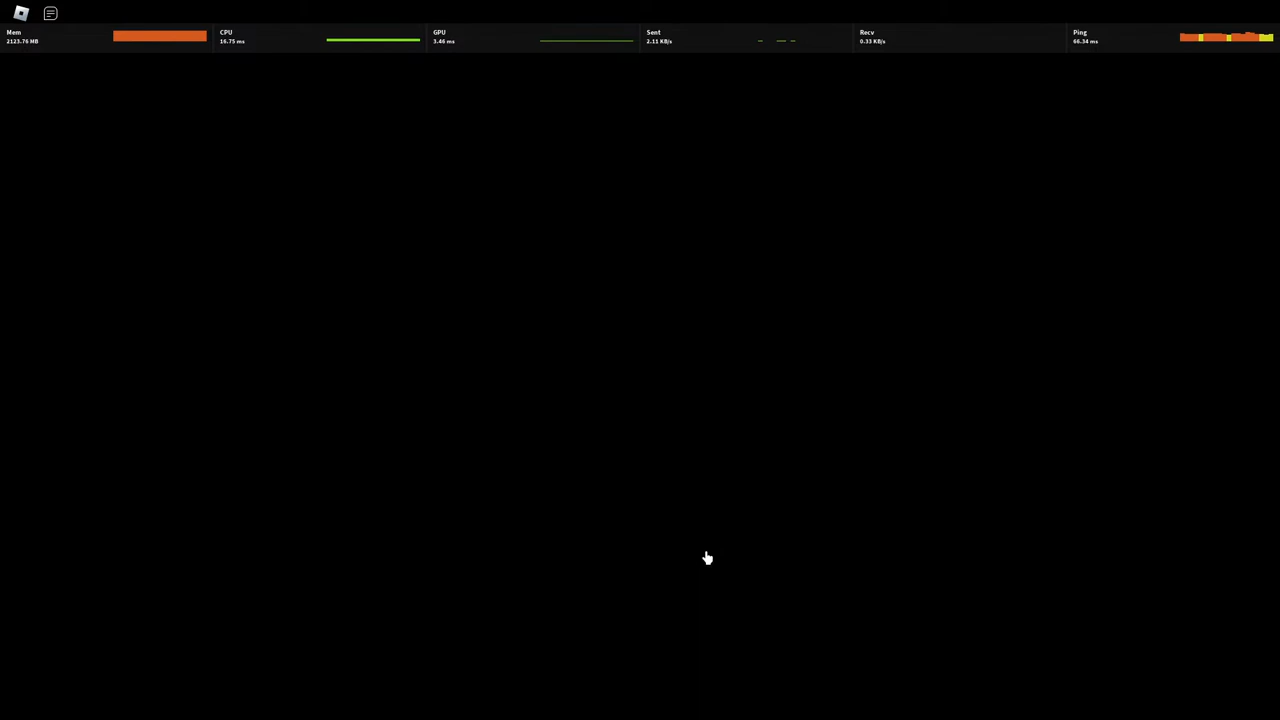 Mem CPU GPU Sent Recv Ping
2123.76 MB 16.75 ms 3.46 ms 2.11 KB/s 0.33 KB/s 66.34 ms